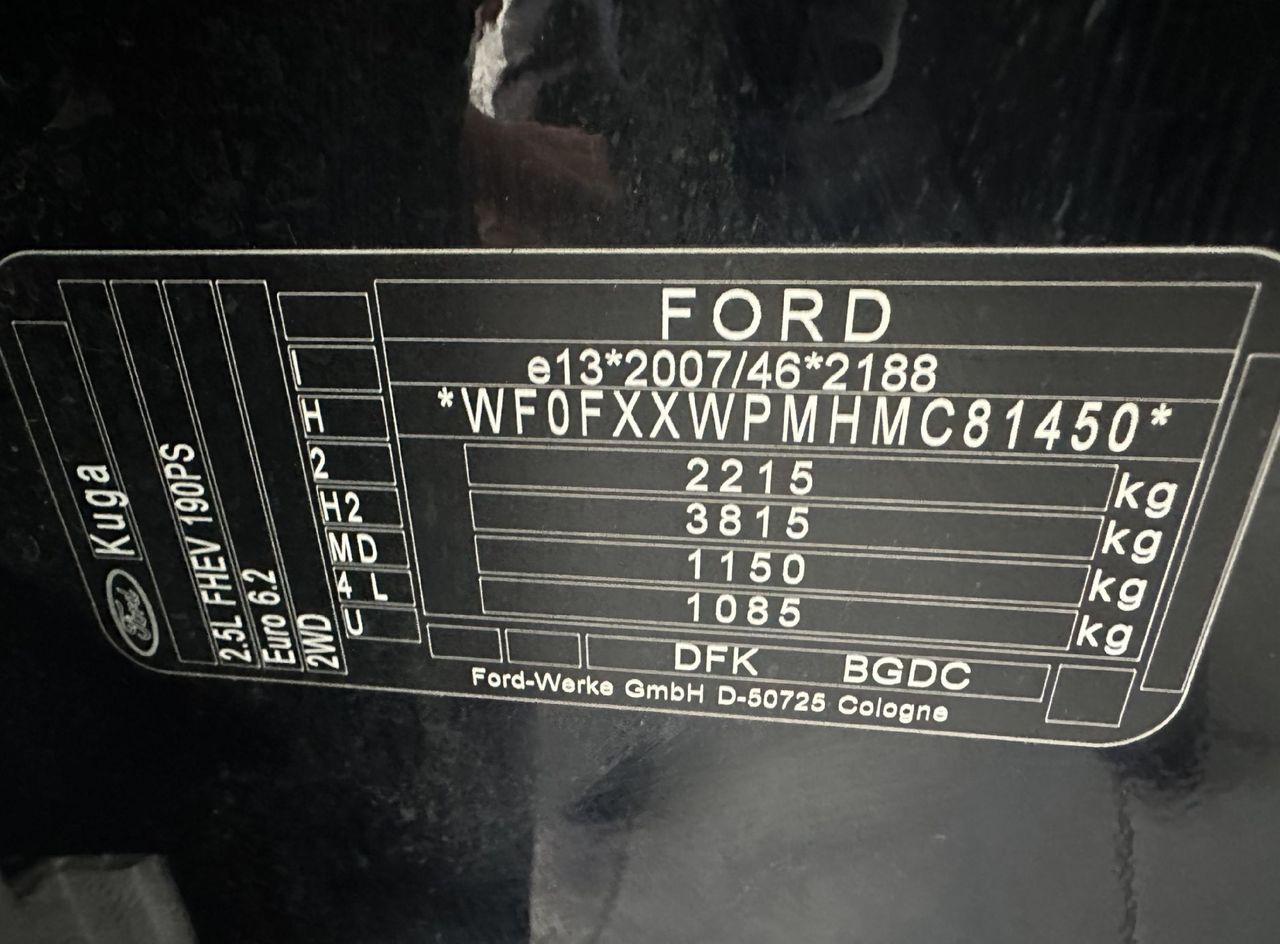 FORD
e13*2007/46*2188
*WF0FXXWPMHMC81450*
2215 kg
3815 kg
1150 kg
1085 kg
DFK BGDC
Ford-Werke GmbH D-50725 Cologne
Ford Kuga
2.5L FHEV 190PS
Euro 6.2
2WD
I
H
2
H2
MD
4 L
U